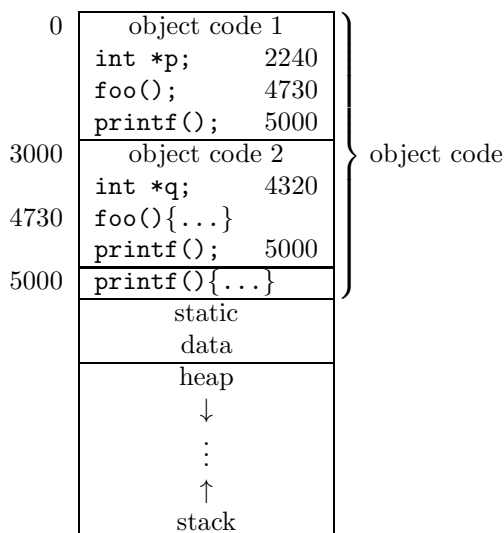 0 object code 1
int *p; 2240
foo(); 4730
printf(); 5000
3000 object code 2 object code
int *q; 4320
4730 foo(){...}
printf(); 5000
5000 printf(){...}
static
data
heap
↓
⋮
↑
stack